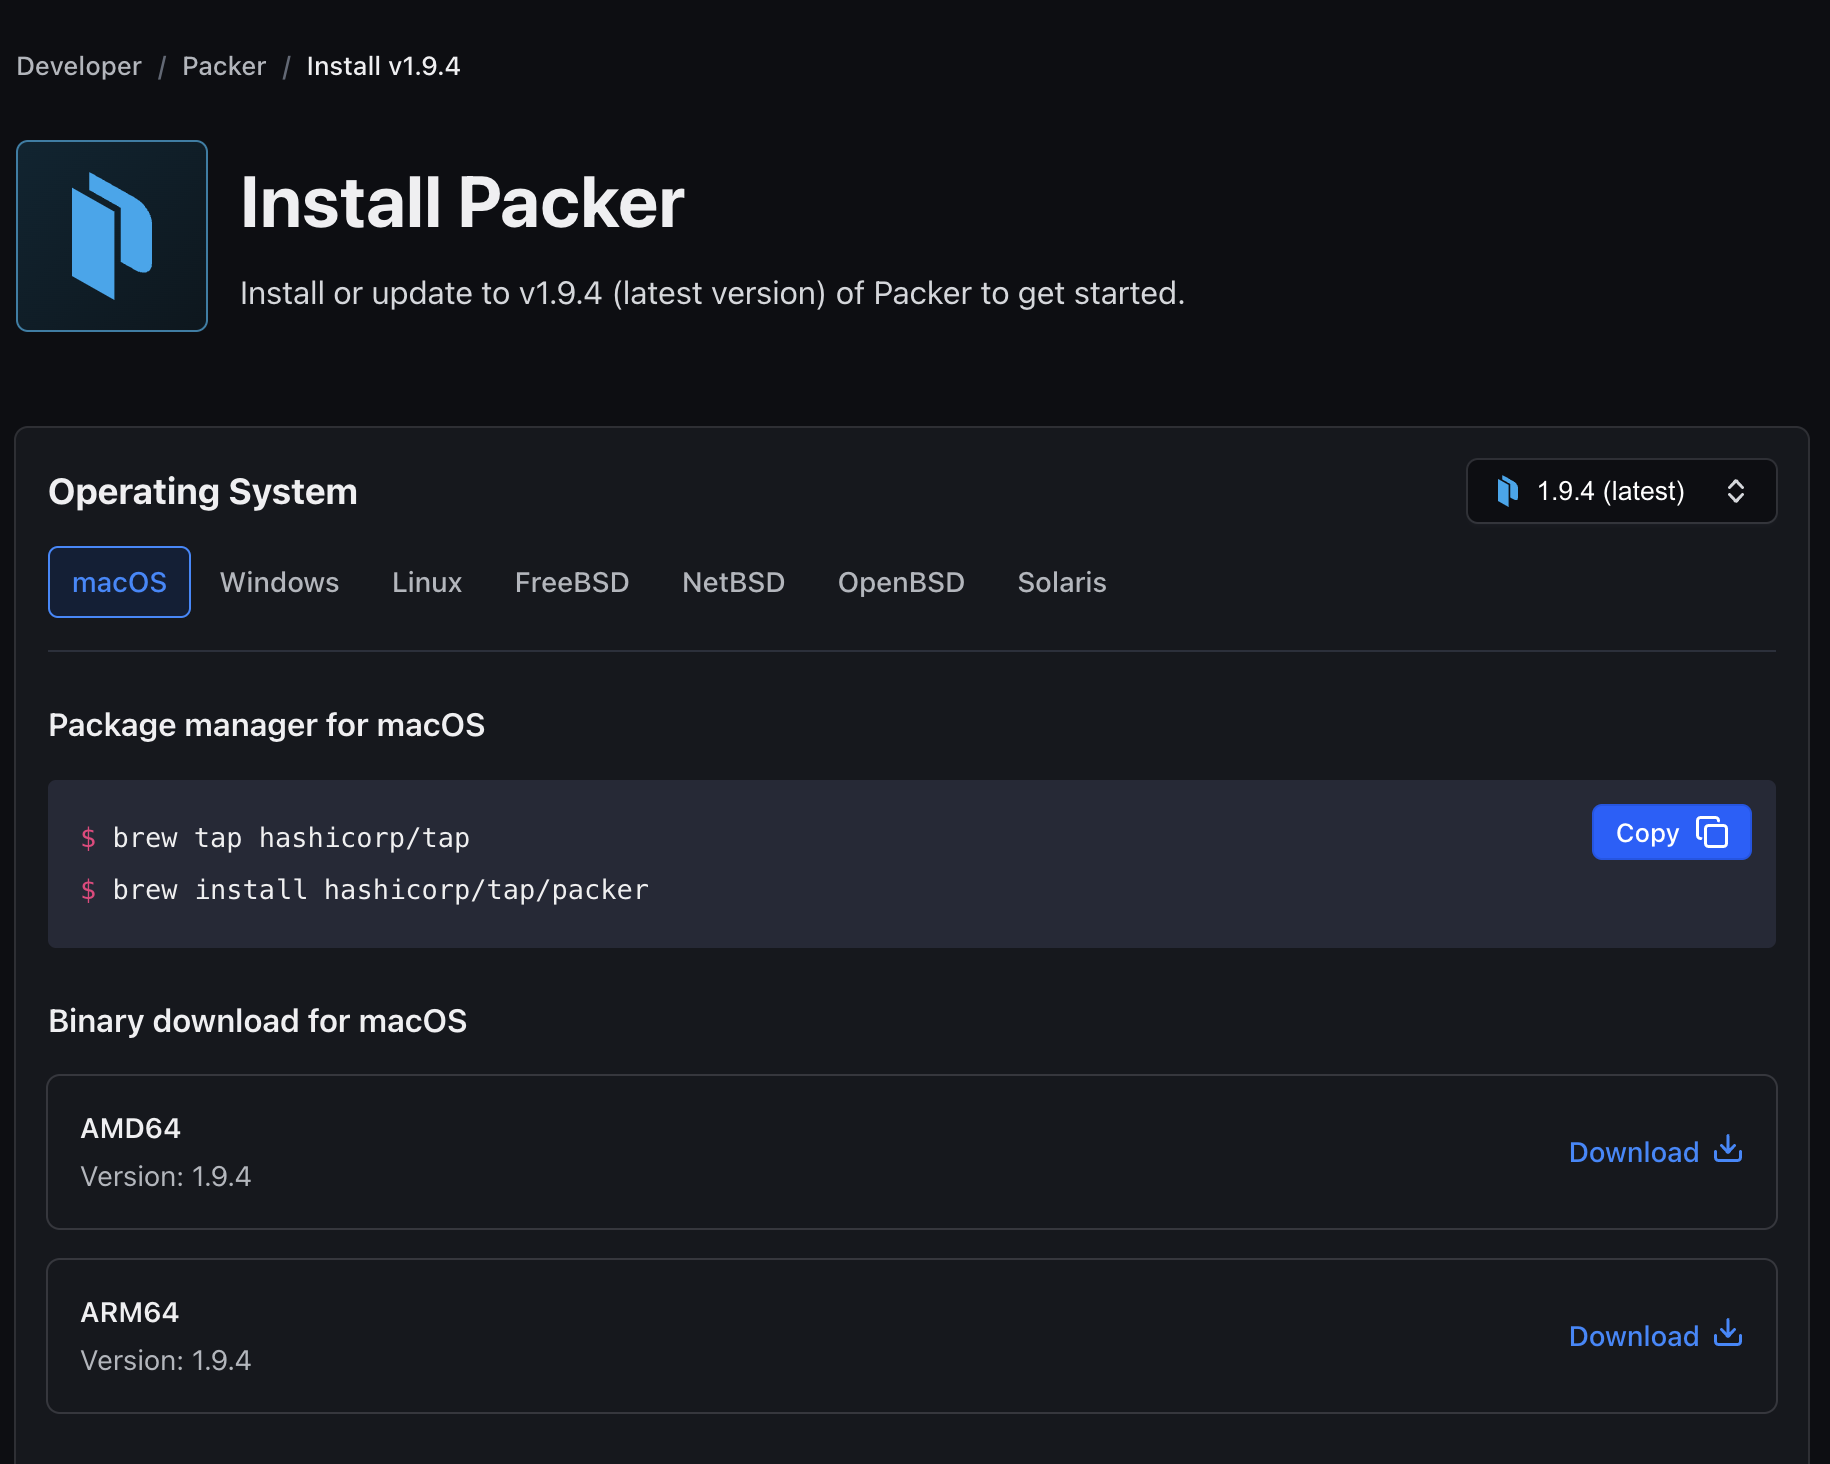 Developer / Packer / Install v1.9.4
Install Packer
Install or update to v1.9.4 (latest version) of Packer to get started.
Operating System
1.9.4 (latest)
macOS Windows Linux FreeBSD NetBSD OpenBSD Solaris
Package manager for macOS
$ brew tap hashicorp/tap
Copy
$ brew install hashicorp/tap/packer
Binary download for macOS
AMD64
Version: 1.9.4
Download
ARM64
Version: 1.9.4
Download